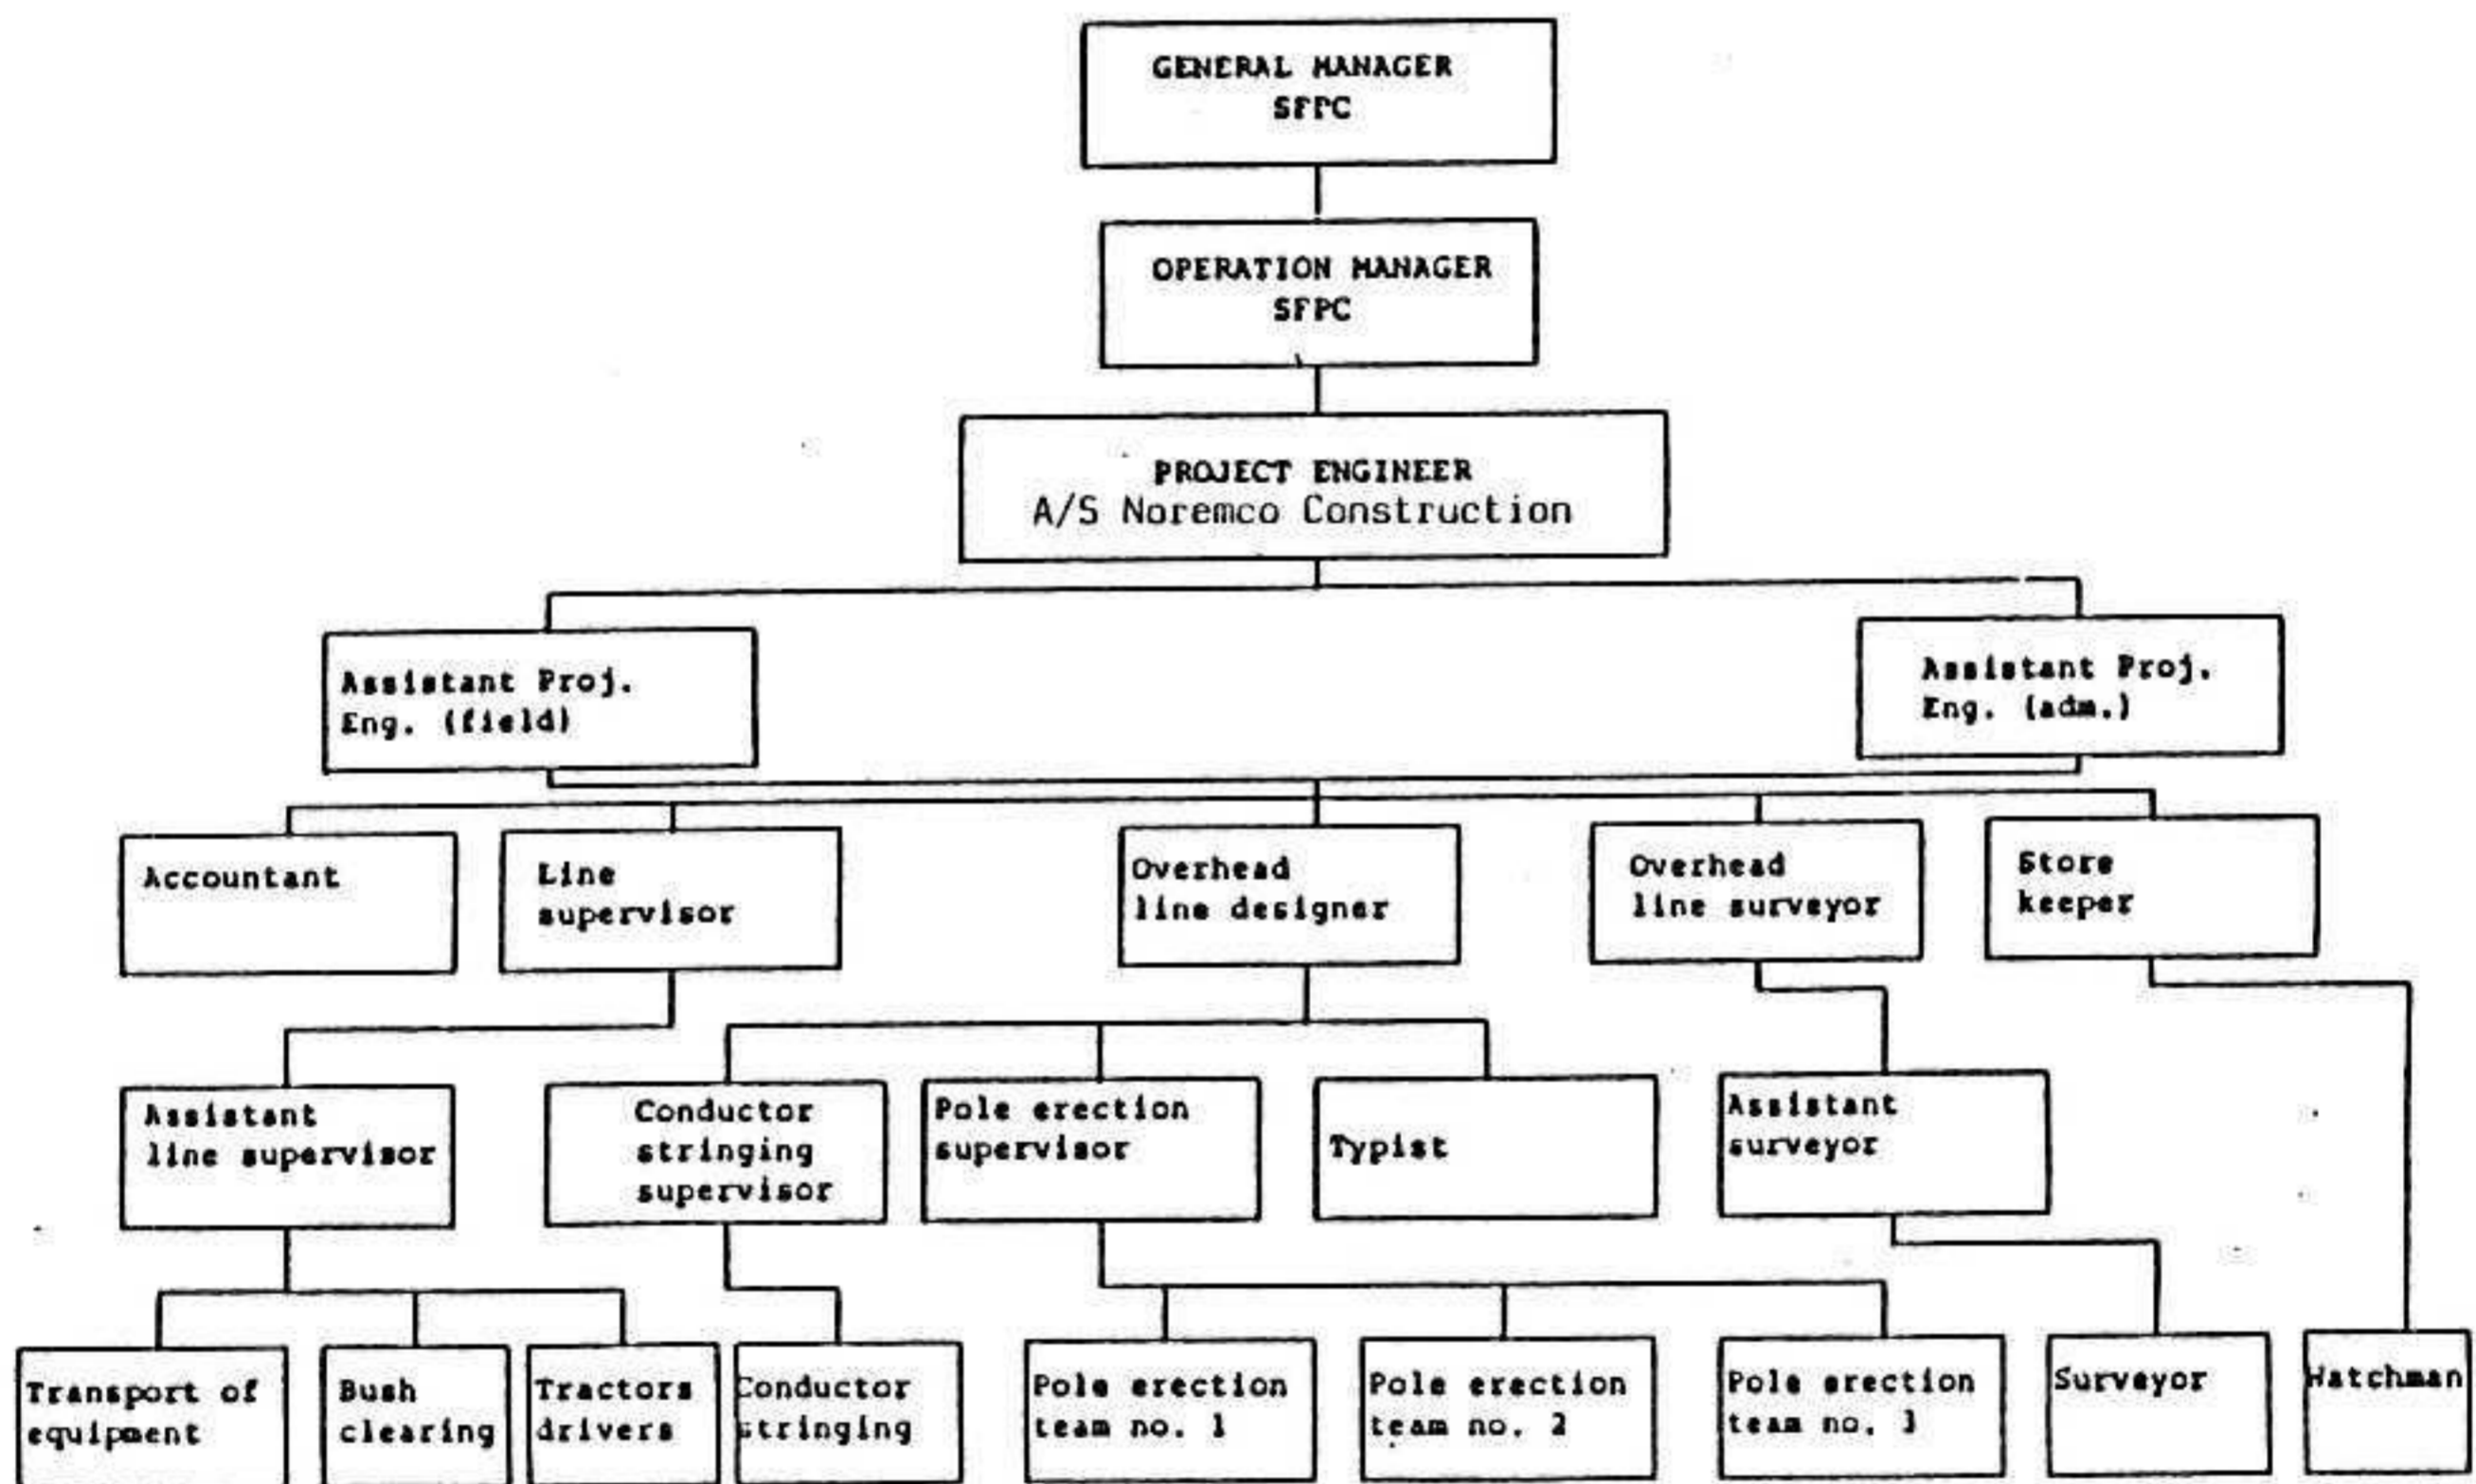 GENERAL MANAGER
SFPC
OPERATION MANAGER
SFPC
PROJECT ENGINEER
A/S Noremco Construction
Assistant Proj.
Eng. (field)
Assistant Proj.
Eng. (adm.)
Accountant
Line
supervisor
Overhead
line designer
Overhead
line surveyor
Store
keeper
Assistant
line supervisor
Conductor
stringing
supervisor
Pole erection
supervisor
Typist
Assistant
surveyor
Transport of
equipment
Bush
clearing
Tractors
drivers
Conductor
stringing
Pole erection
team no. 1
Pole erection
team no. 2
Pole erection
team no. 3
Surveyor
Watchman